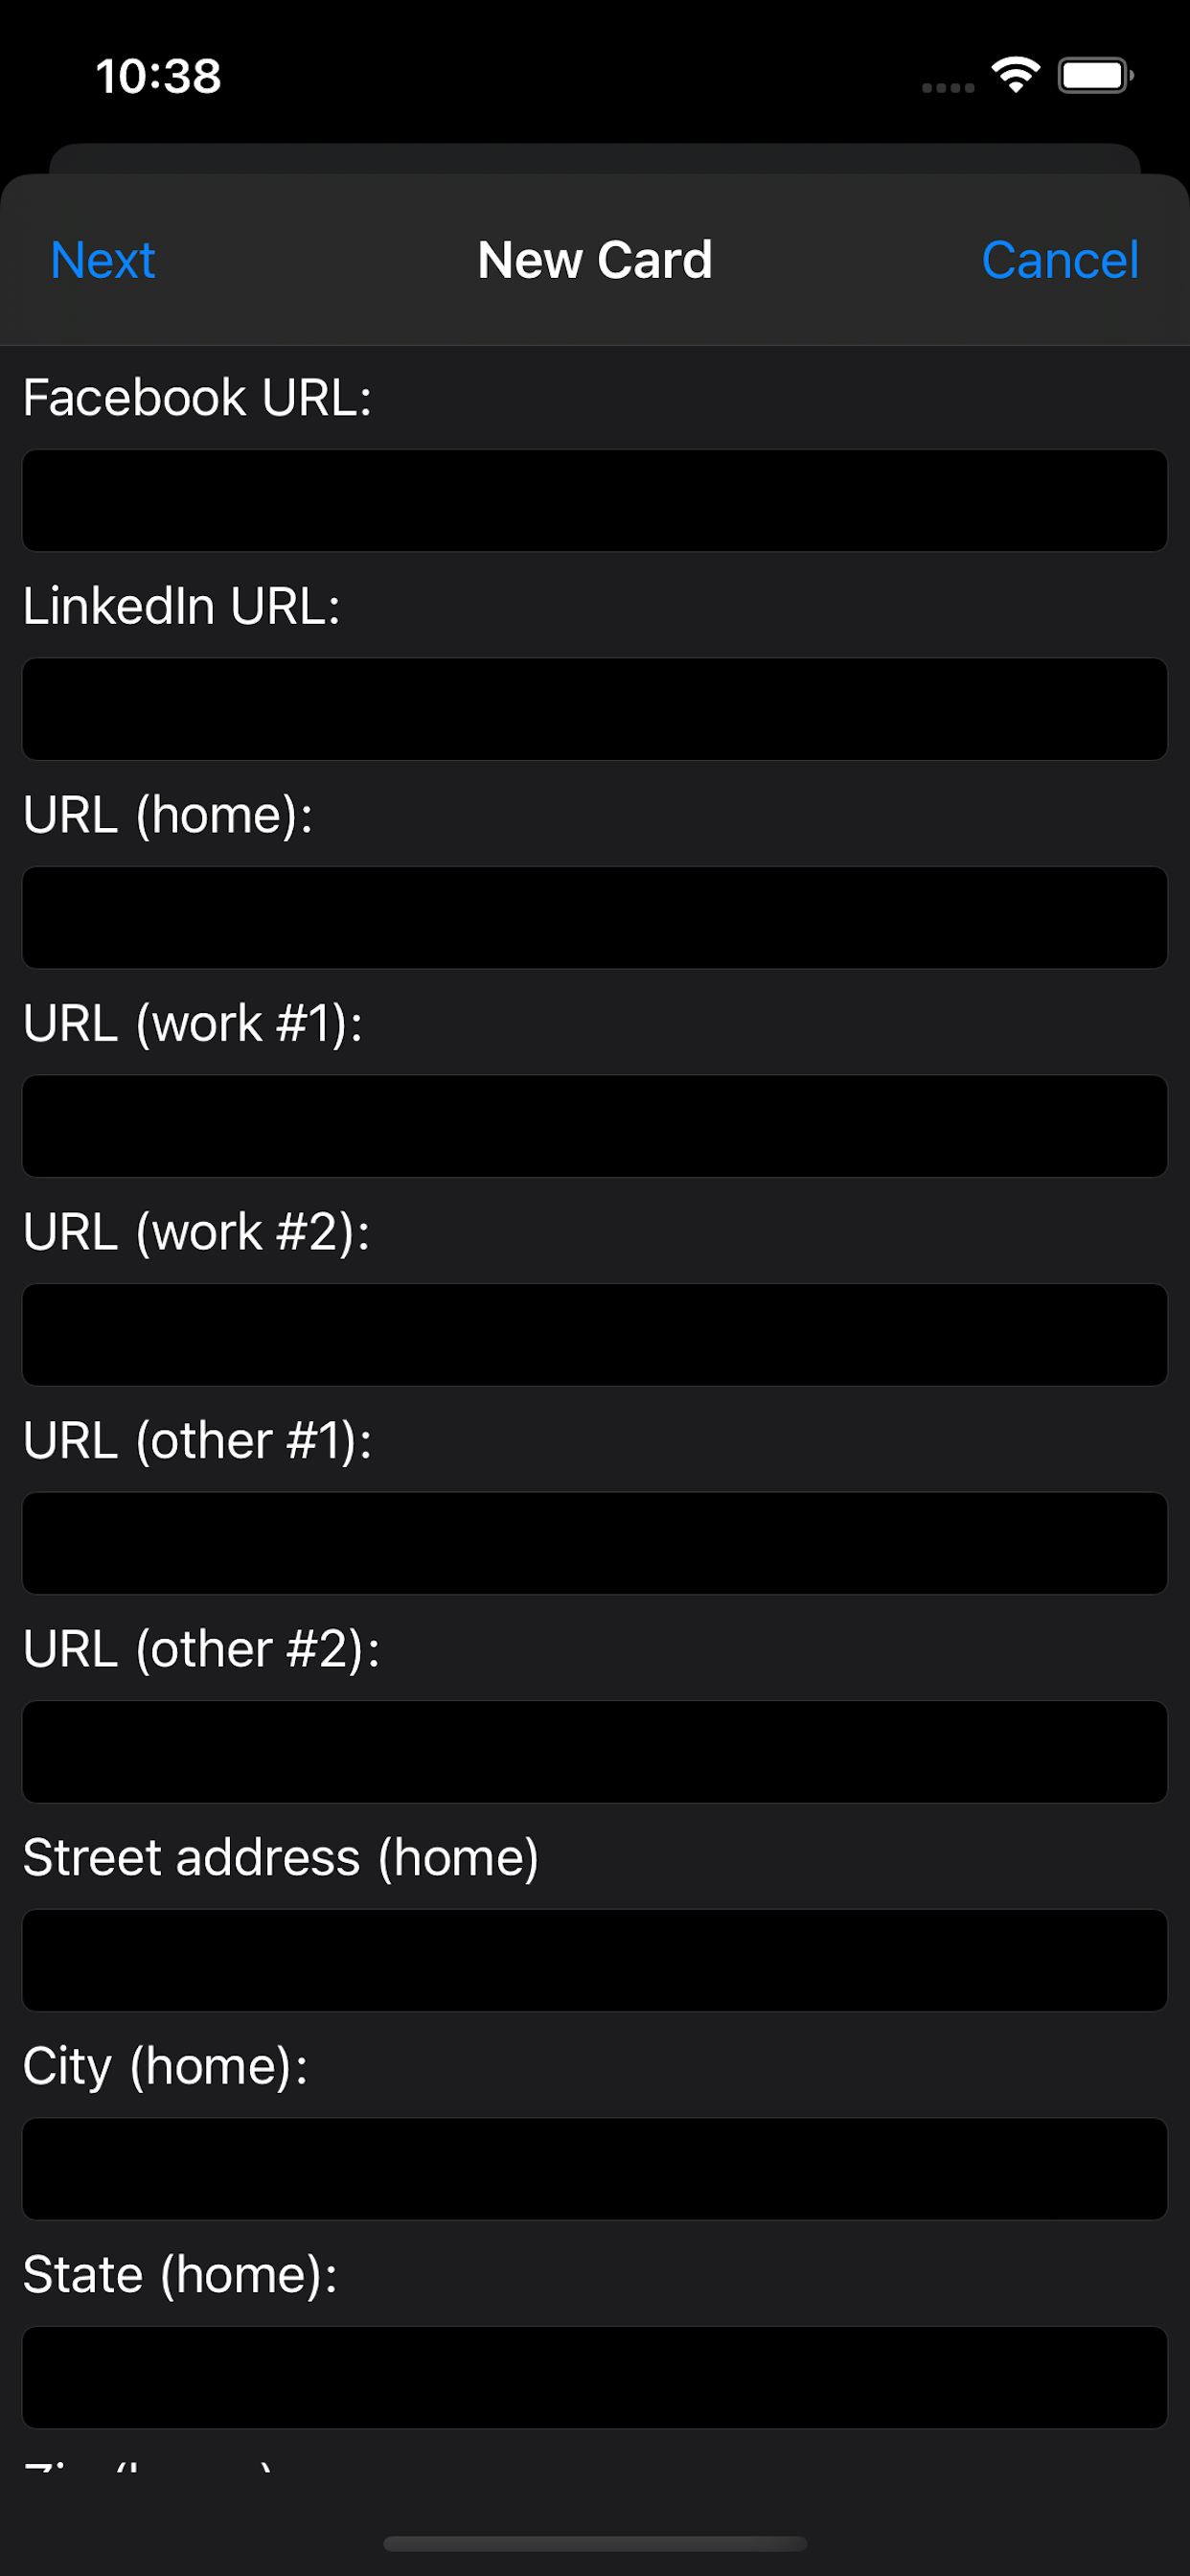 10:38
Next New Card Cancel
Facebook URL:
LinkedIn URL:
URL (home):
URL (work #1):
URL (work #2):
URL (other #1):
URL (other #2):
Street address (home)
City (home):
State (home):